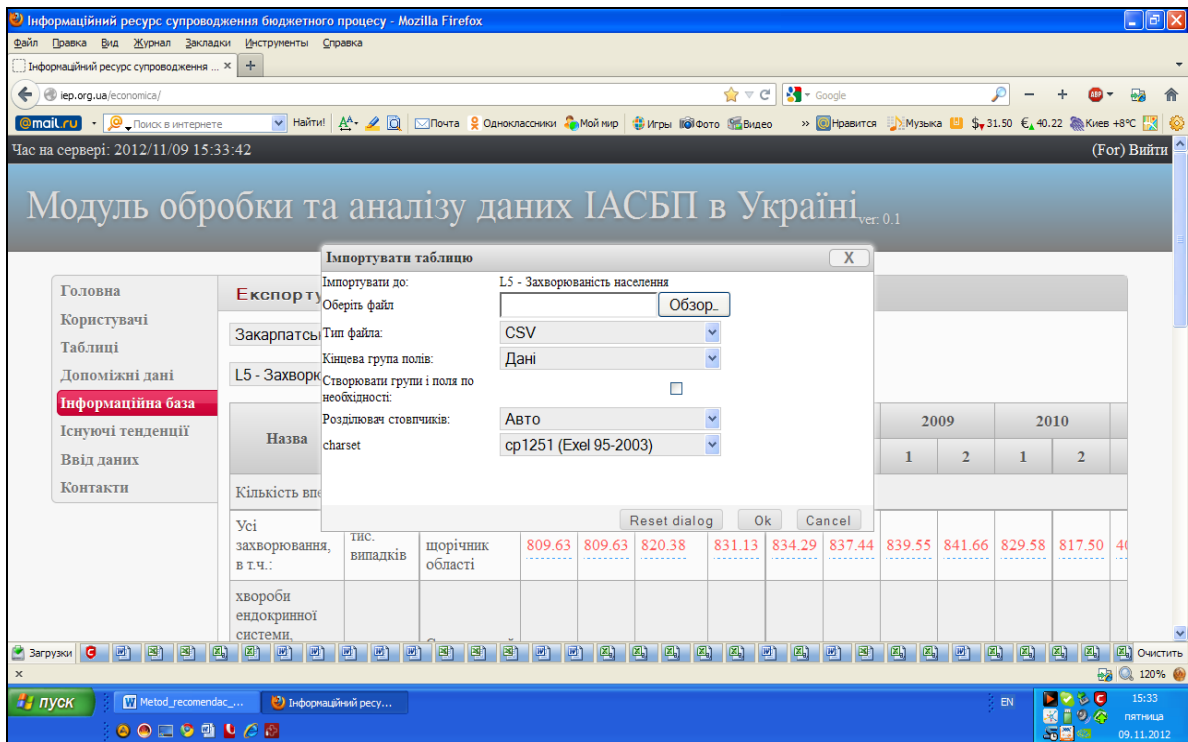 Інформаційний ресурс супроводження бюджетного процесу - Mozilla Firefox
Файл Правка Вид Журнал Закладки Инструменты Справка
Інформаційний ресурс супроводження ...
iep.org.ua/economica/
Google
@mail.ru Поиск в интернете Найти! Почта Одноклассники Мой мир Игры Фото Видео » Нравится Музыка $ 31.50 € 40.22 Киев +8°C
Час на сервері: 2012/11/09 15:33:42 (For) Вийти
Модуль обробки та аналізу даних ІАСБП в Україні ver: 0.1
Імпортувати таблицю X
Імпортувати до: L5 - Захворюваність населення
Оберіть файл Обзор...
Тип файла: CSV
Кінцева група полів: Дані
Створювати групи і поля по
необхідності:
Розділювач стовпчиків: Авто
charset cp1251 (Exel 95-2003)
Reset dialog Ok Cancel
Головна
Користувачі
Таблиці
Допоміжні дані
Інформаційна база
Існуючі тенденції
Ввід даних
Контакти
Експорту
Закарпатсь
L5 - Захворю
Назва 2009 2010
1 2 1 2
Кількість впе
Усі
захворювання,
в т.ч.:
тис.
випадків
щорічник
області
809.63 809.63 820.38 831.13 834.29 837.44 839.55 841.66 829.58 817.50 40
хвороби
ендокринної
системи,
Загрузки Очистить
× 120%
пуск Metod_recomendac_... Інформаційний ресу... EN 15:33
пятница
09.11.2012